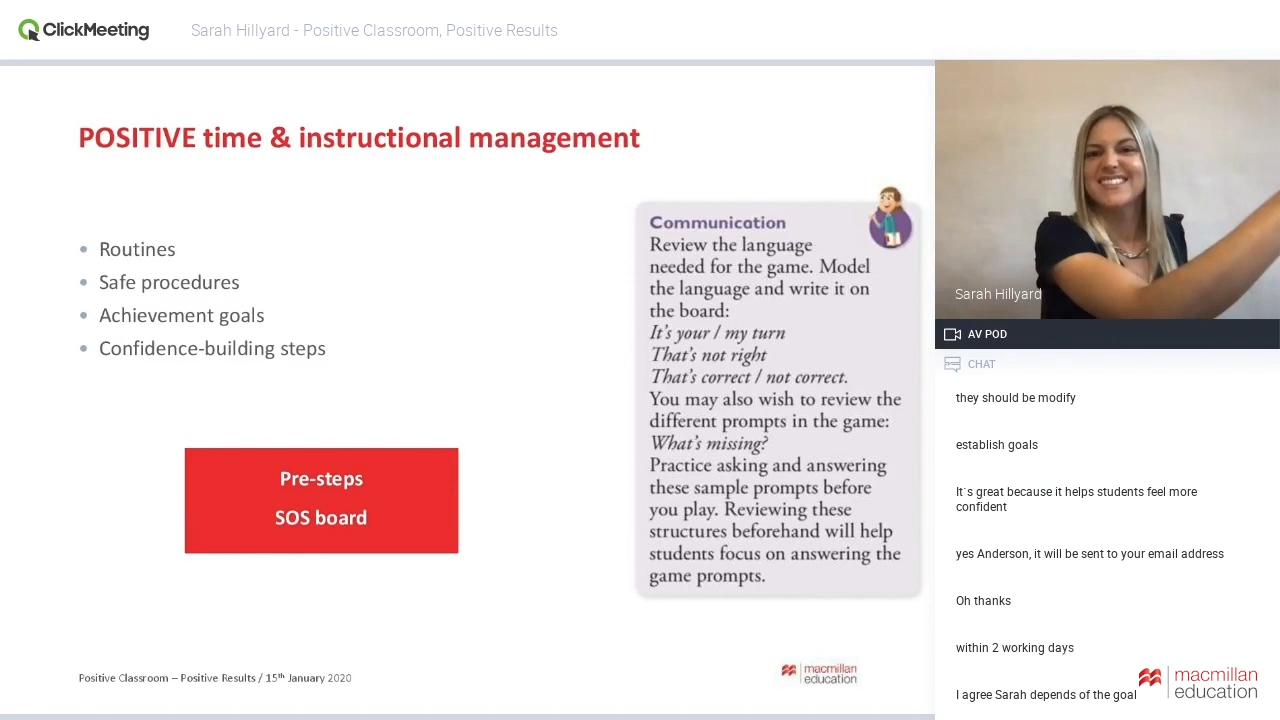 ClickMeeting
Sarah Hillyard - Positive Classroom, Positive Results
POSITIVE time & instructional management
• Routines
• Safe procedures
• Achievement goals
• Confidence-building steps
Pre-steps
SOS board
Communication
Review the language
needed for the game. Model
the language and write it on
the board:
It's your / my turn
That's not right
That's correct / not correct.
You may also wish to review the
different prompts in the game:
What's missing?
Practice asking and answering
these sample prompts before
you play. Reviewing these
structures beforehand will help
students focus on answering the
game prompts.
Positive Classroom – Positive Results / 15th January 2020
macmillan
education
Sarah Hillyard
AV POD
CHAT
they should be modify
establish goals
It´s great because it helps students feel more
confident
yes Anderson, it will be sent to your email address
Oh thanks
within 2 working days
I agree Sarah depends of the goal
macmillan
education